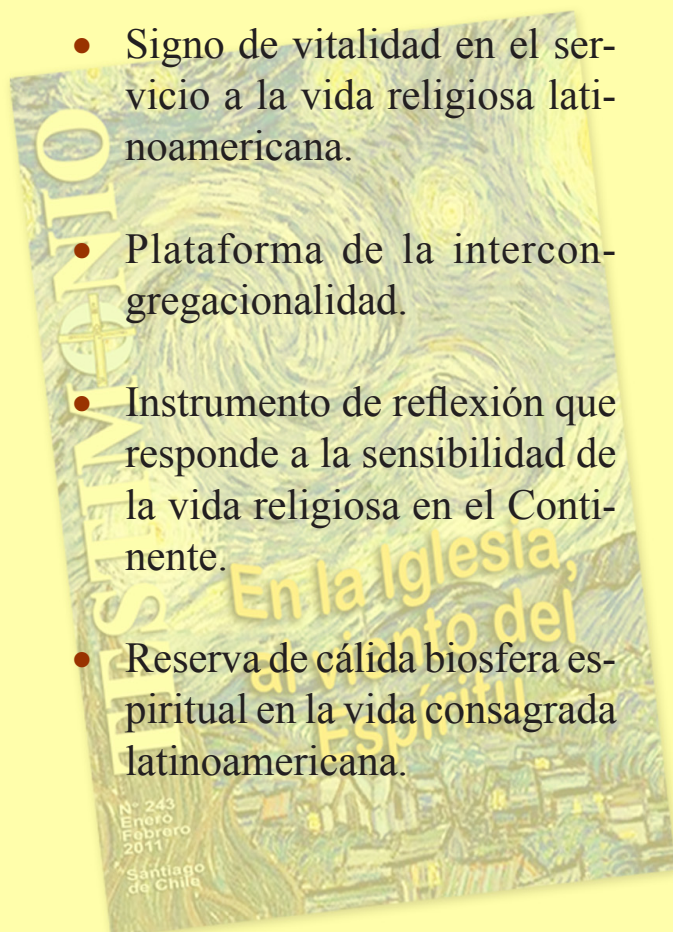 • Signo de vitalidad en el ser-
vicio a la vida religiosa lati-
noamericana.
• Plataforma de la intercon-
gregacionalidad.
• Instrumento de reflexión que
responde a la sensibilidad de
la vida religiosa en el Conti-
nente.
• Reserva de cálida biosfera es-
piritual en la vida consagrada
latinoamericana.
TESTIMONIO
En la Iglesia,
al viento del
Espíritu
N° 243
Enero
Febrero
2011
Santiago
de Chile